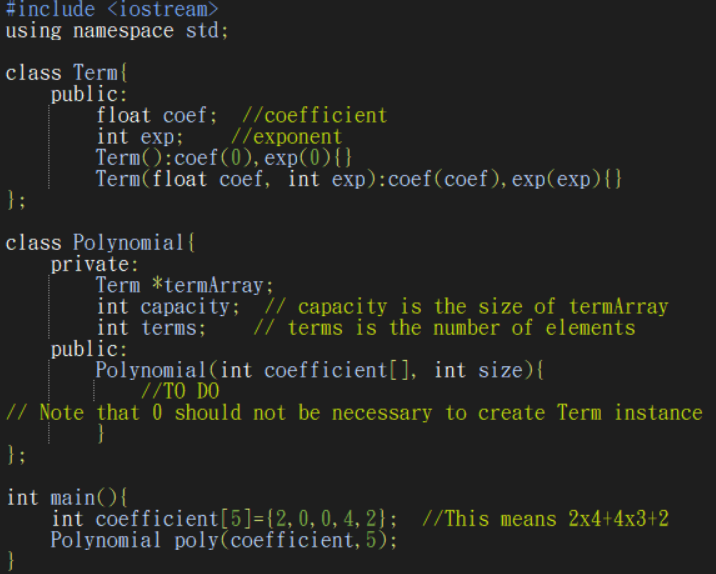 #include <iostream>
using namespace std;
class Term{
public:
float coef; //coefficient
int exp; //exponent
Term():coef(0),exp(0){}
Term(float coef, int exp):coef(coef),exp(exp){}
};
class Polynomial{
private:
Term *termArray;
int capacity; // capacity is the size of termArray
int terms; // terms is the number of elements
public:
Polynomial(int coefficient[], int size){
//TO DO
// Note that 0 should not be necessary to create Term instance
}
};
int main(){
int coefficient[5]={2,0,0,4,2}; //This means 2x4+4x3+2
Polynomial poly(coefficient,5);
}